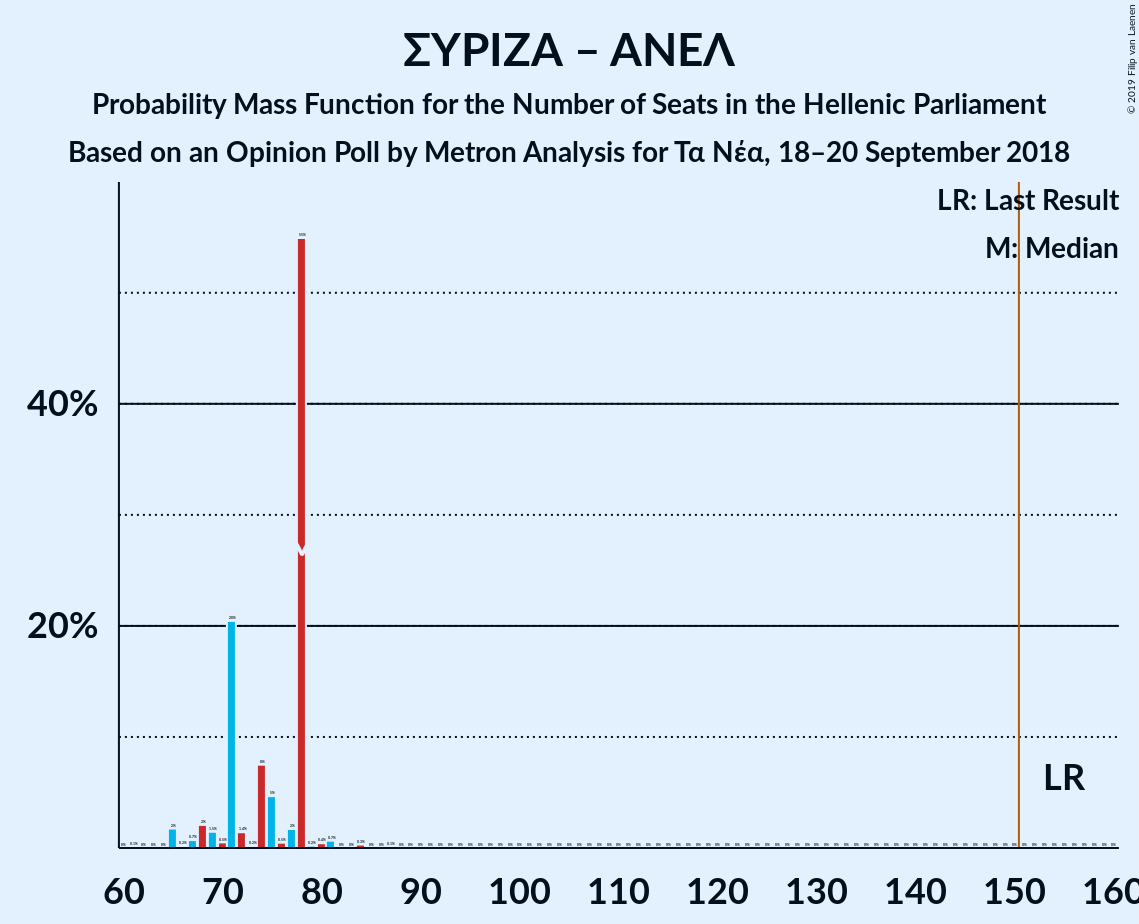 ΣΥΡΙΖΑ – ΑΝΕΛ
Probability Mass Function for the Number of Seats in the Hellenic Parliament
Based on an Opinion Poll by Metron Analysis for Τα Νέα, 18–20 September 2018
© 2019 Filip van Laenen
LR: Last Result
M: Median
40%
20%
LR
60 70 80 90 100 110 120 130 140 150 160